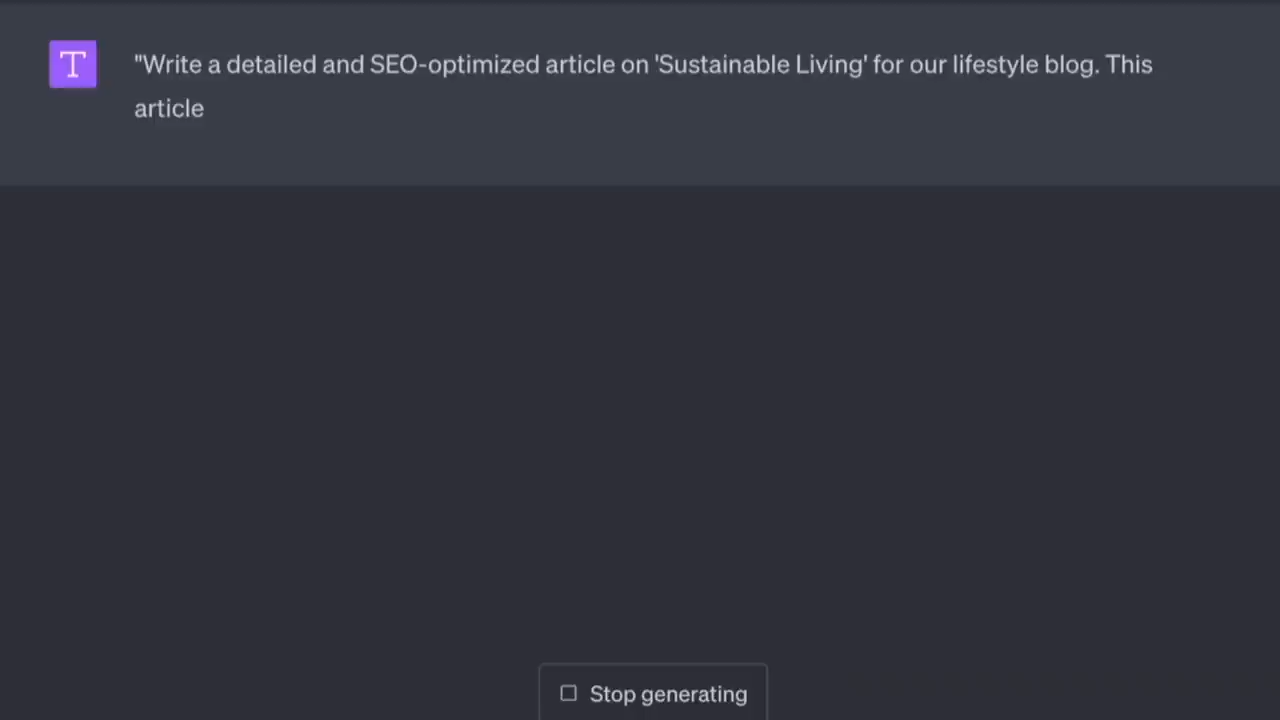 T
"Write a detailed and SEO-optimized article on 'Sustainable Living' for our lifestyle blog. This
article
Stop generating